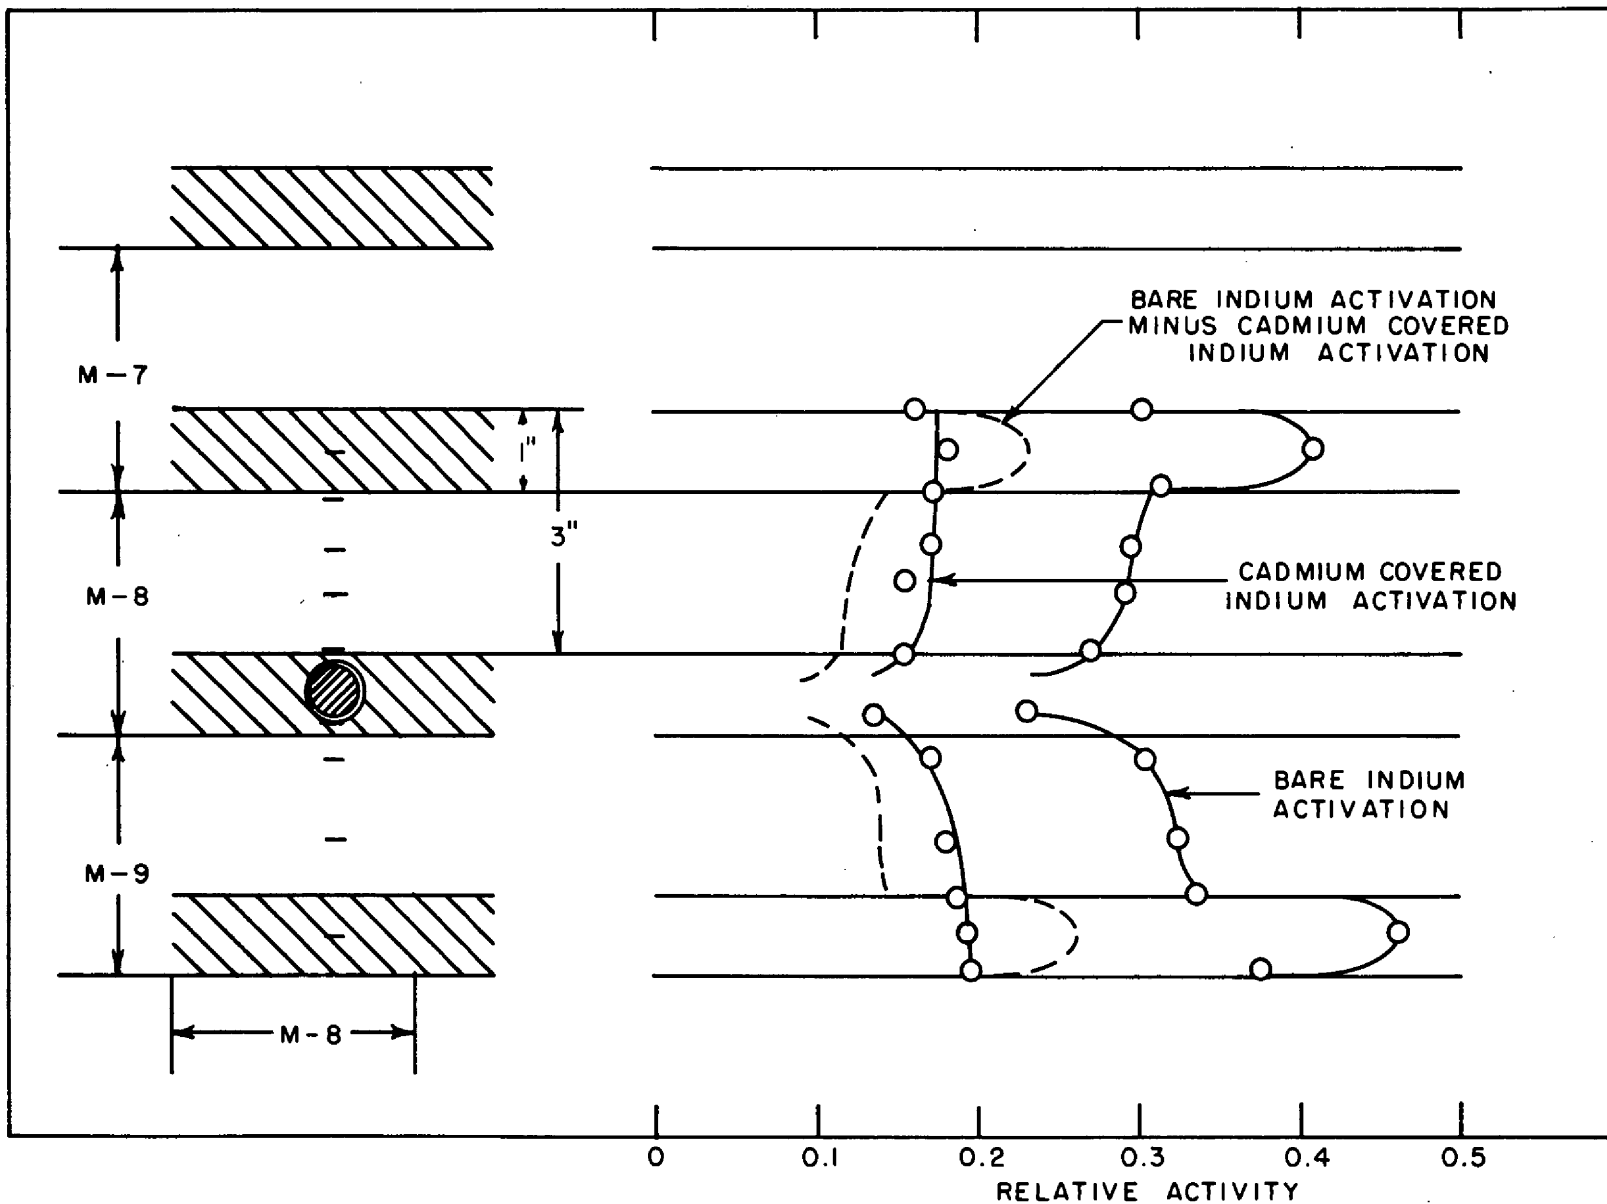 BARE INDIUM ACTIVATION
MINUS CADMIUM COVERED
INDIUM ACTIVATION
M-7
1"
3"
CADMIUM COVERED
INDIUM ACTIVATION
M-8
BARE INDIUM
ACTIVATION
M-9
M-8
0 0.1 0.2 0.3 0.4 0.5
RELATIVE ACTIVITY